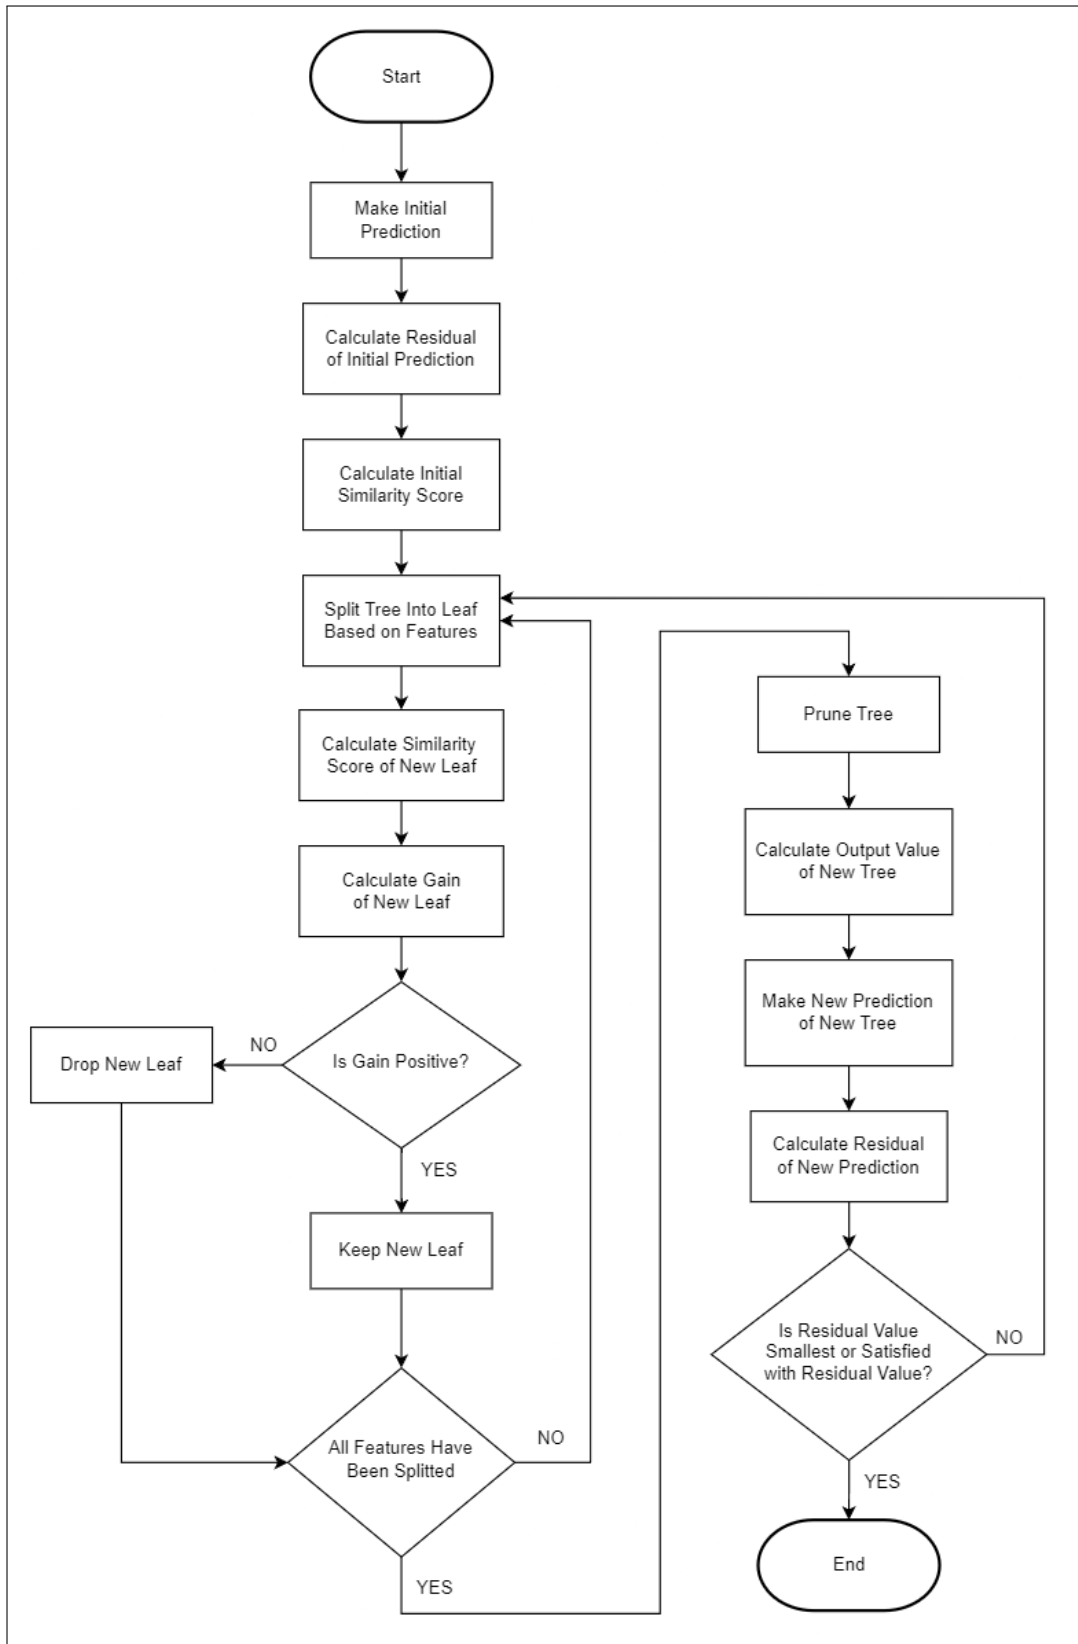 Start
Make Initial
Prediction
Calculate Residual
of Initial Prediction
Calculate Initial
Similarity Score
Split Tree Into Leaf
Based on Features
Calculate Similarity
Score of New Leaf
Calculate Gain
of New Leaf
Is Gain Positive?
NO
Drop New Leaf
YES
Keep New Leaf
All Features Have
Been Splitted
NO
YES
Prune Tree
Calculate Output Value
of New Tree
Make New Prediction
of New Tree
Calculate Residual
of New Prediction
Is Residual Value
Smallest or Satisfied
with Residual Value?
NO
YES
End